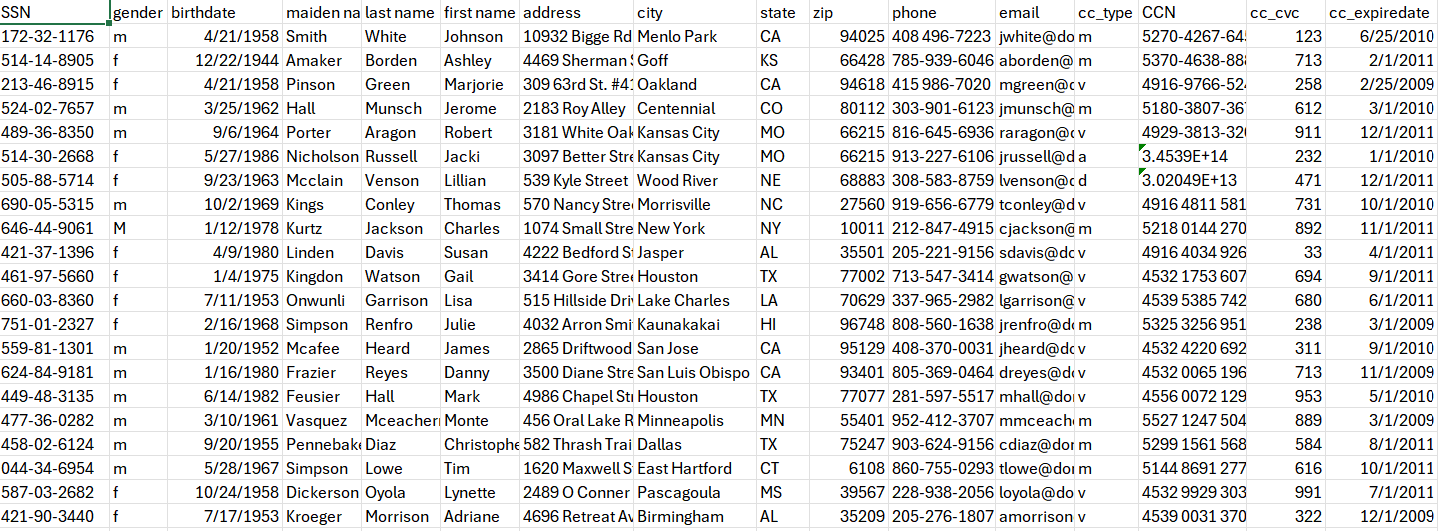 SSN gender birthdate maiden na last name first name address city state zip phone email cc_type CCN cc_cvc cc_expiredate
172-32-1176 m 4/21/1958 Smith White Johnson 10932 Bigge Rd Menlo Park CA 94025 408 496-7223 jwhite@do m 5270-4267-645 123 6/25/2010
514-14-8905 f 12/22/1944 Amaker Borden Ashley 4469 Sherman S Goff KS 66428 785-939-6046 aborden@ m 5370-4638-888 713 2/1/2011
213-46-8915 f 4/21/1958 Pinson Green Marjorie 309 63rd St. #41 Oakland CA 94618 415 986-7020 mgreen@ v 4916-9766-524 258 2/25/2009
524-02-7657 m 3/25/1962 Hall Munsch Jerome 2183 Roy Alley Centennial CO 80112 303-901-6123 jmunsch@ m 5180-3807-367 612 3/1/2010
489-36-8350 m 9/6/1964 Porter Aragon Robert 3181 White Oak Kansas City MO 66215 816-645-6936 raragon@d v 4929-3813-326 911 12/1/2011
514-30-2668 f 5/27/1986 Nicholson Russell Jacki 3097 Better Stre Kansas City MO 66215 913-227-6106 jrussell@d a 3.4539E+14 232 1/1/2010
505-88-5714 f 9/23/1963 Mcclain Venson Lillian 539 Kyle Street Wood River NE 68883 308-583-8759 lvenson@d d 3.02049E+13 471 12/1/2011
690-05-5315 m 10/2/1969 Kings Conley Thomas 570 Nancy Stree Morrisville NC 27560 919-656-6779 tconley@d v 4916 4811 581 731 10/1/2010
646-44-9061 M 1/12/1978 Kurtz Jackson Charles 1074 Small Stre New York NY 10011 212-847-4915 cjackson@ m 5218 0144 270 892 11/1/2011
421-37-1396 f 4/9/1980 Linden Davis Susan 4222 Bedford St Jasper AL 35501 205-221-9156 sdavis@do v 4916 4034 926 33 4/1/2011
461-97-5660 f 1/4/1975 Kingdon Watson Gail 3414 Gore Stree Houston TX 77002 713-547-3414 gwatson@ v 4532 1753 607 694 9/1/2011
660-03-8360 f 7/11/1953 Onwunli Garrison Lisa 515 Hillside Driv Lake Charles LA 70629 337-965-2982 lgarrison@ v 4539 5385 742 680 6/1/2011
751-01-2327 f 2/16/1968 Simpson Renfro Julie 4032 Arron Smi Kaunakakai HI 96748 808-560-1638 jrenfro@do m 5325 3256 951 238 3/1/2009
559-81-1301 m 1/20/1952 Mcafee Heard James 2865 Driftwood San Jose CA 95129 408-370-0031 jheard@do v 4532 4220 692 311 9/1/2010
624-84-9181 m 1/16/1980 Frazier Reyes Danny 3500 Diane Stre San Luis Obispo CA 93401 805-369-0464 dreyes@do v 4532 0065 196 713 11/1/2009
449-48-3135 m 6/14/1982 Feusier Hall Mark 4986 Chapel St Houston TX 77077 281-597-5517 mhall@do v 4556 0072 129 953 5/1/2010
477-36-0282 m 3/10/1961 Vasquez Mceacher Monte 456 Oral Lake R Minneapolis MN 55401 952-412-3707 mmceach m 5527 1247 504 889 3/1/2009
458-02-6124 m 9/20/1955 Pennebake Diaz Christophe 582 Thrash Trai Dallas TX 75247 903-624-9156 cdiaz@do m 5299 1561 568 584 8/1/2011
044-34-6954 m 5/28/1967 Simpson Lowe Tim 1620 Maxwell S East Hartford CT 6108 860-755-0293 tlowe@do m 5144 8691 277 616 10/1/2011
587-03-2682 f 10/24/1958 Dickerson Oyola Lynette 2489 O Conner Pascagoula MS 39567 228-938-2056 loyola@do v 4532 9929 303 991 7/1/2011
421-90-3440 f 7/17/1953 Kroeger Morrison Adriane 4696 Retreat Av Birmingham AL 35209 205-276-1807 amorrison v 4539 0031 370 322 12/1/2009